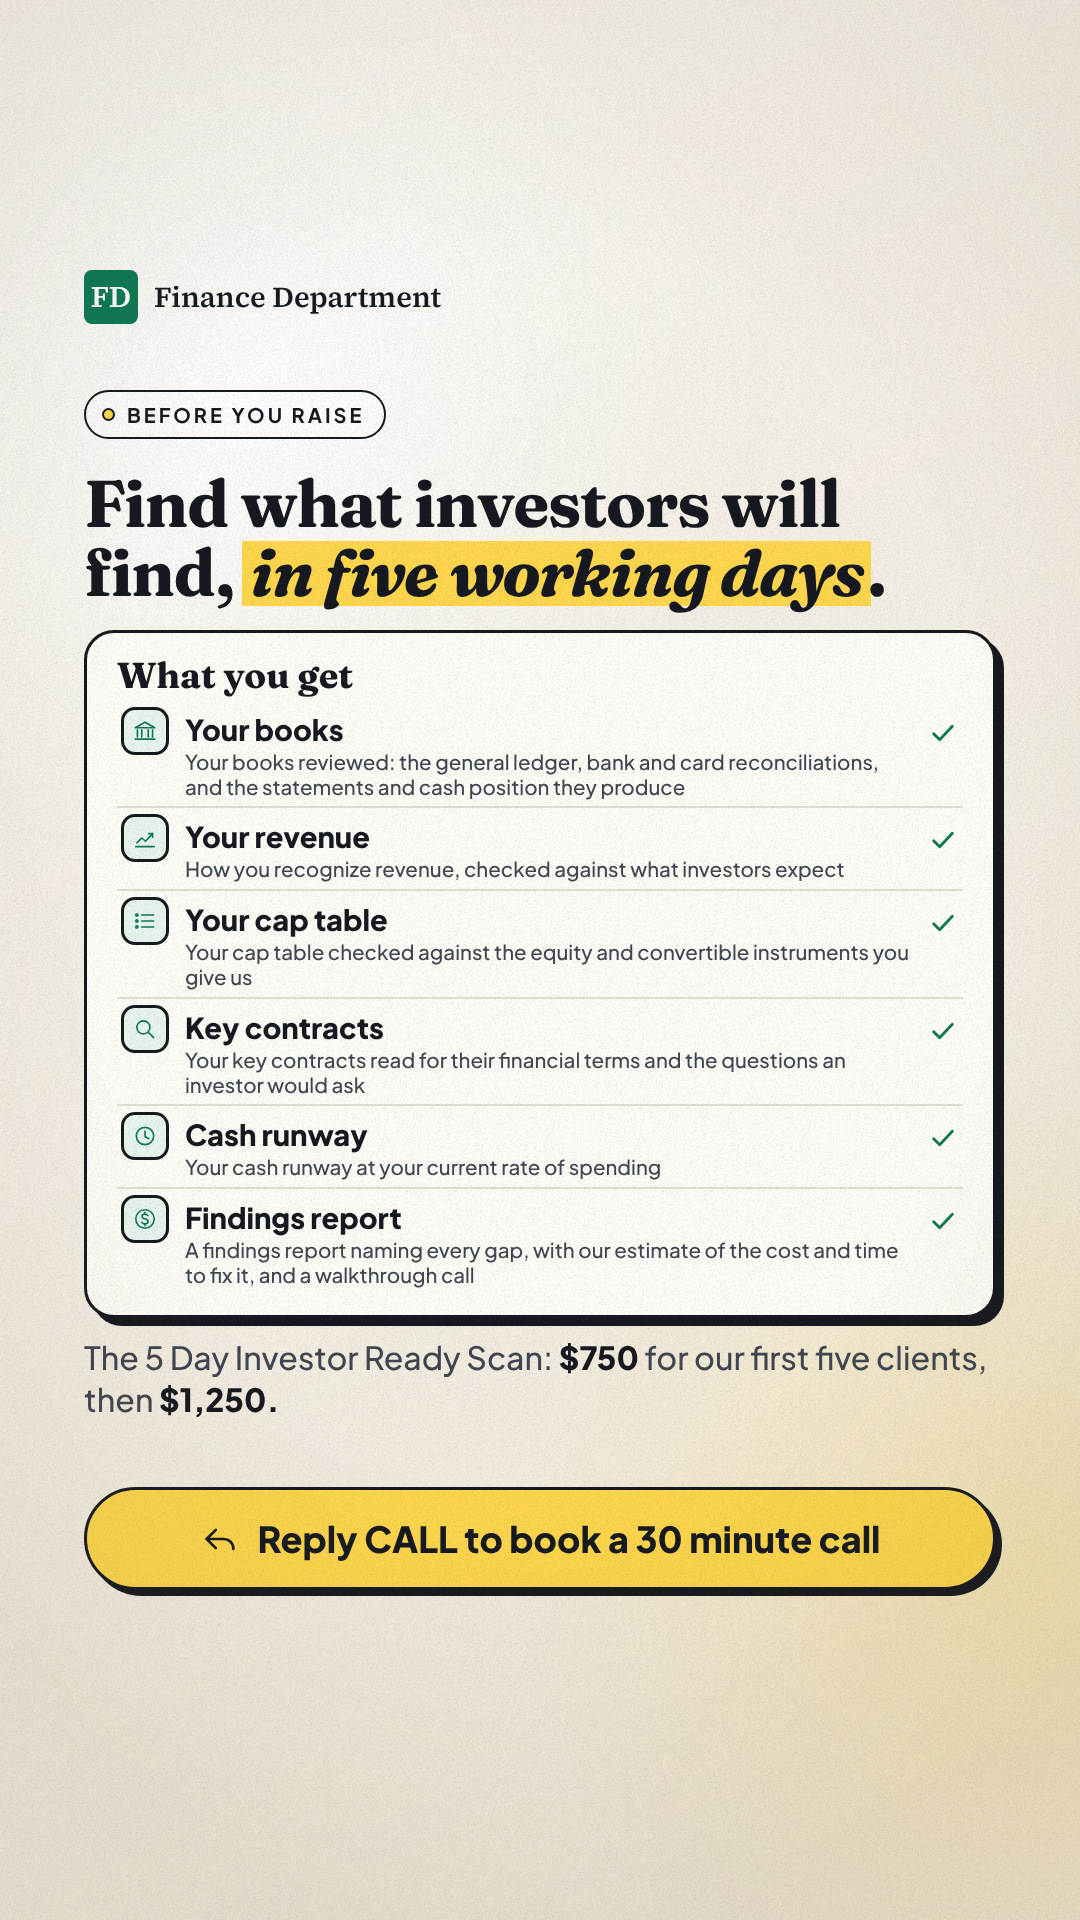 FD Finance Department
BEFORE YOU RAISE
Find what investors will
find, in five working days.
What you get
Your books
Your books reviewed: the general ledger, bank and card reconciliations,
and the statements and cash position they produce
Your revenue
How you recognize revenue, checked against what investors expect
Your cap table
Your cap table checked against the equity and convertible instruments you
give us
Key contracts
Your key contracts read for their financial terms and the questions an
investor would ask
Cash runway
Your cash runway at your current rate of spending
Findings report
A findings report naming every gap, with our estimate of the cost and time
to fix it, and a walkthrough call
The 5 Day Investor Ready Scan: $750 for our first five clients,
then $1,250.
Reply CALL to book a 30 minute call